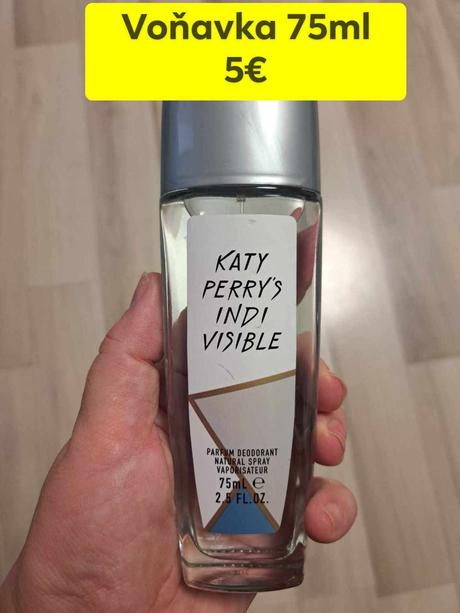 Voňavka 75ml
5€
KATY
PERRY'S
INDI
VISIBLE
PARFUM DEODORANT
NATURAL SPRAY
VAPORISATEUR
75mL ℮
2.5 FL.OZ.